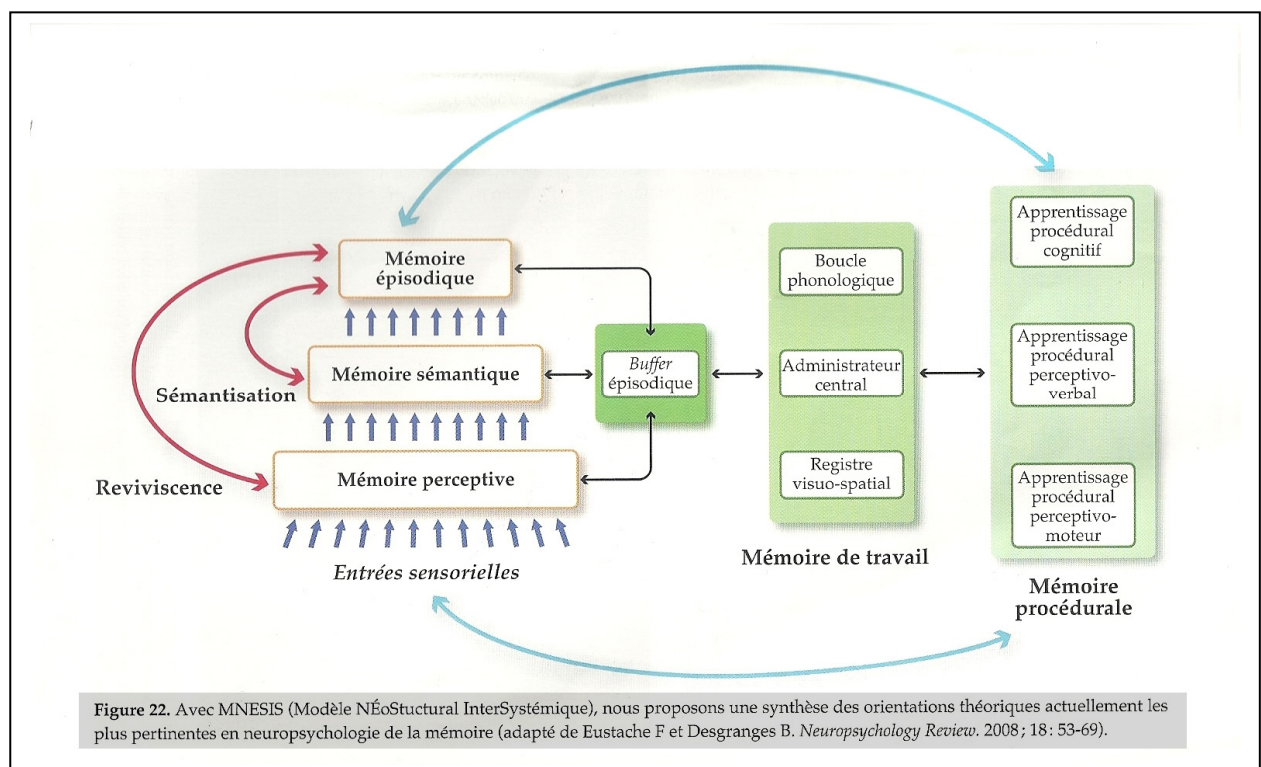 Mémoire
épisodique
Mémoire sémantique
Sémantisation
Mémoire perceptive
Reviviscence
Entrées sensorielles
Buffer
épisodique
Boucle
phonologique
Administrateur
central
Registre
visuo-spatial
Mémoire de travail
Apprentissage
procédural
cognitif
Apprentissage
procédural
perceptivo-
verbal
Apprentissage
procédural
perceptivo-
moteur
Mémoire
procédurale
Figure 22. Avec MNESIS (Modèle NÉoStuctural InterSystémique), nous proposons une synthèse des orientations théoriques actuellement les
plus pertinentes en neuropsychologie de la mémoire (adapté de Eustache F et Desgranges B. Neuropsychology Review. 2008 ; 18 : 53-69).